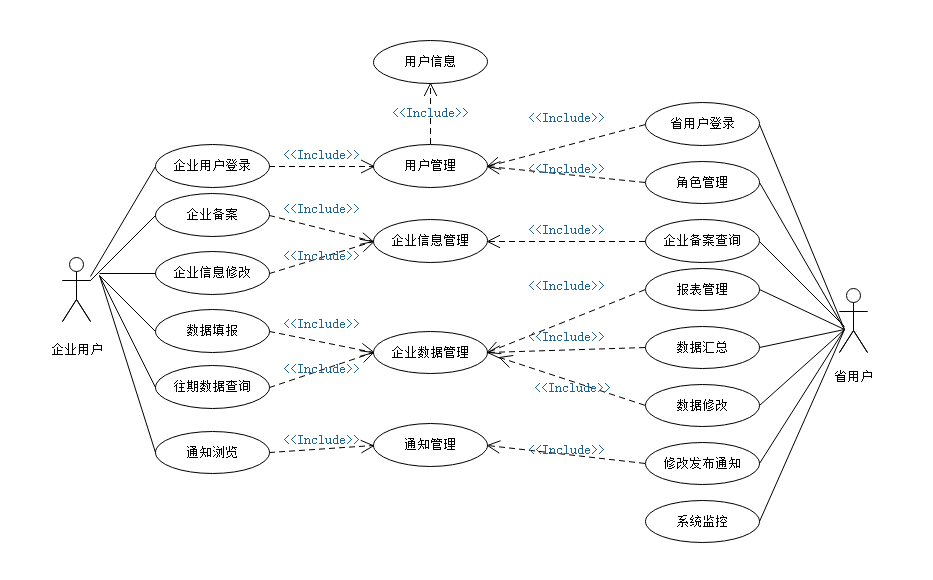 用户信息
<<Include>>
<<Include>>
省用户登录
<<Include>>
企业用户登录
用户管理
<<Include>>
角色管理
<<Include>>
企业备案
<<Include>>
企业信息管理
企业备案查询
<<Include>>
企业信息修改
<<Include>>
报表管理
<<Include>>
数据填报
<<Include>>
企业用户
企业数据管理
数据汇总
<<Include>>
省用户
往期数据查询
<<Include>>
数据修改
<<Include>>
通知浏览
通知管理
<<Include>>
修改发布通知
系统监控